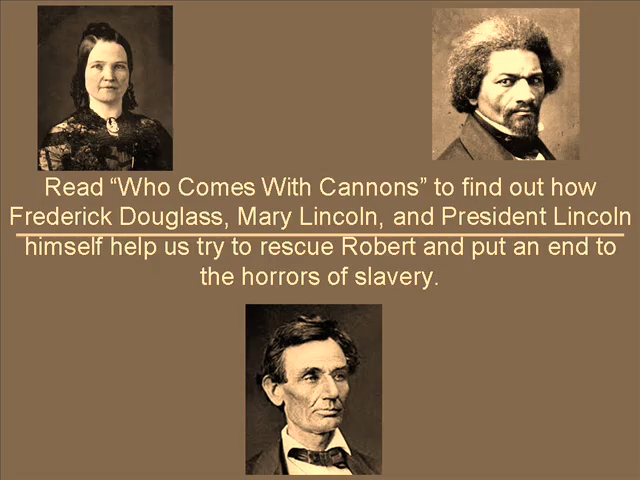 Read “Who Comes With Cannons” to find out how
Frederick Douglass, Mary Lincoln, and President Lincoln
himself help us try to rescue Robert and put an end to
the horrors of slavery.